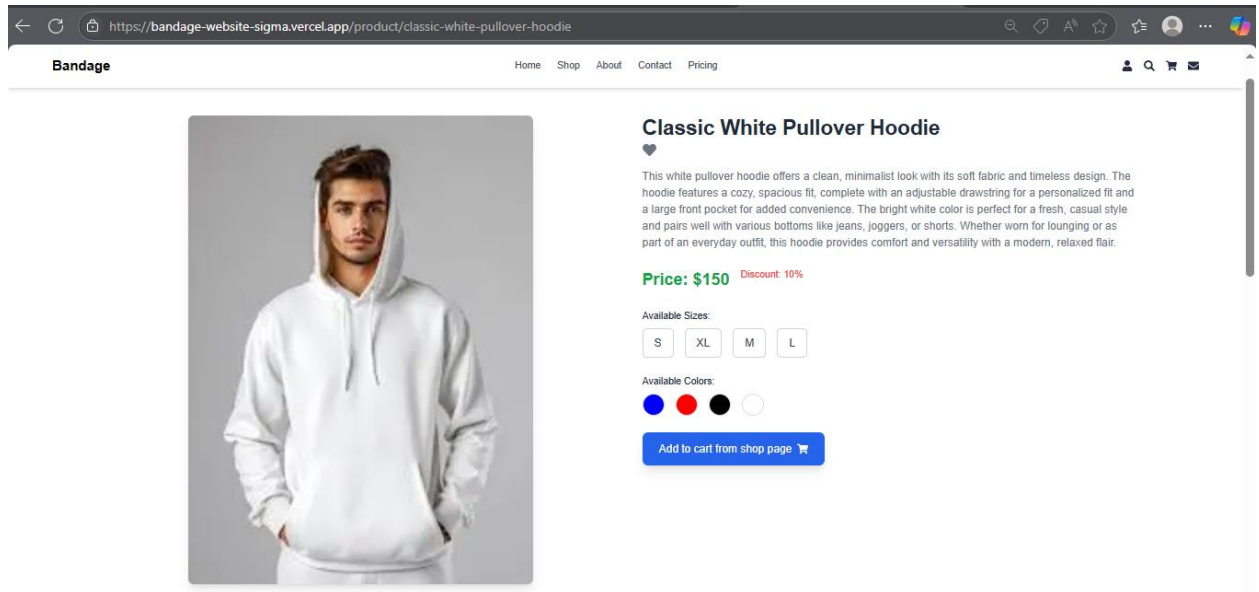 https://bandage-website-sigma.vercel.app/product/classic-white-pullover-hoodie
Bandage
Home Shop About Contact Pricing
Classic White Pullover Hoodie
This white pullover hoodie offers a clean, minimalist look with its soft fabric and timeless design. The
hoodie features a cozy, spacious fit, complete with an adjustable drawstring for a personalized fit and
a large front pocket for added convenience. The bright white color is perfect for a fresh, casual style
and pairs well with various bottoms like jeans, joggers, or shorts. Whether worn for lounging or as
part of an everyday outfit, this hoodie provides comfort and versatility with a modern, relaxed flair.
Price: $150 Discount: 10%
Available Sizes:
S XL M L
Available Colors:
Add to cart from shop page